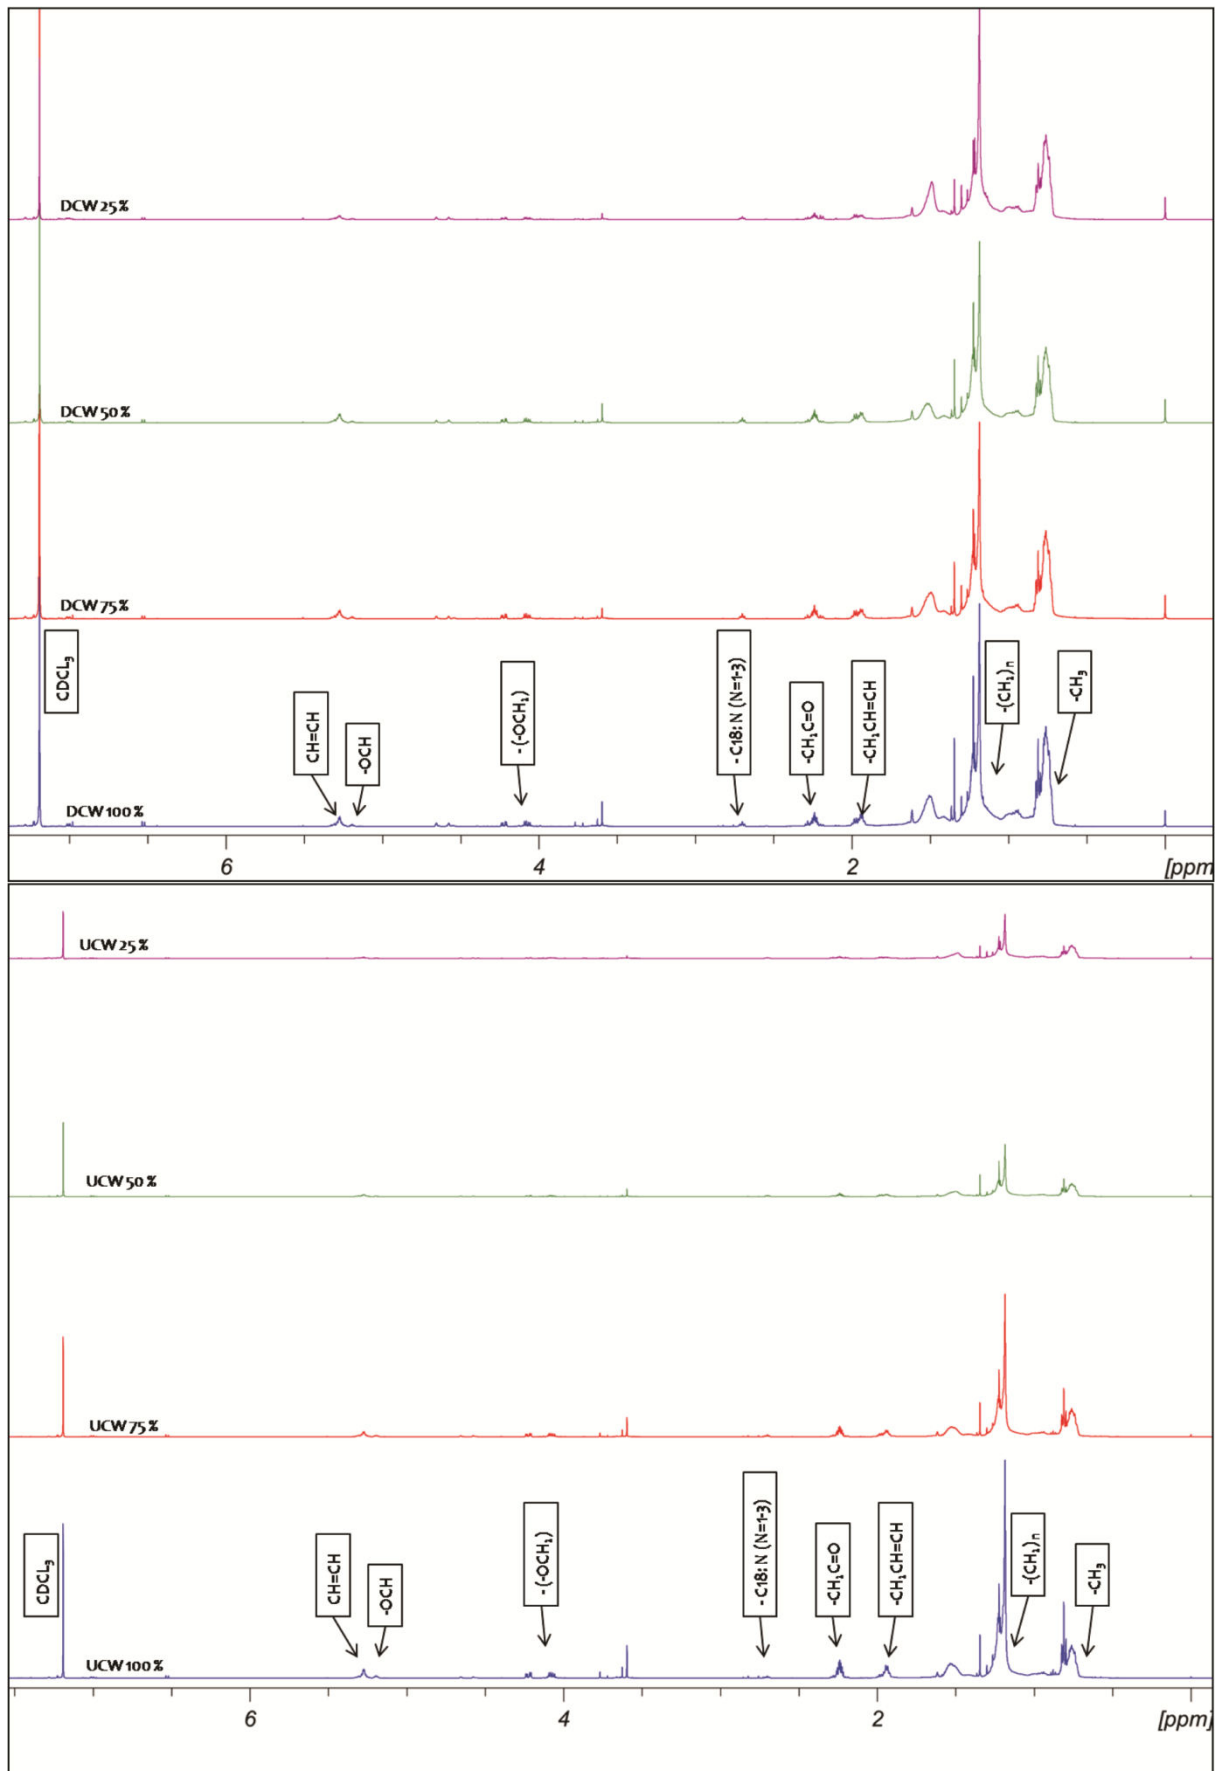 DCW 25%
DCW 50%
DCW 75%
CDCL₃
CH=CH
-OCH
- (-OCH₂)
- C18: N (N=1-3)
-CH₂C=O
-CH₂CH=CH
-(CH₂)ₙ
-CH₃
DCW 100%
6 4 2 [ppm
UCW 25%
UCW 50%
UCW 75%
CDCL₃
CH=CH
-OCH
- (-OCH₂)
- C18: N (N=1-3)
-CH₂C=O
-CH₂CH=CH
-(CH₂)ₙ
-CH₃
UCW 100%
6 4 2 [ppm]